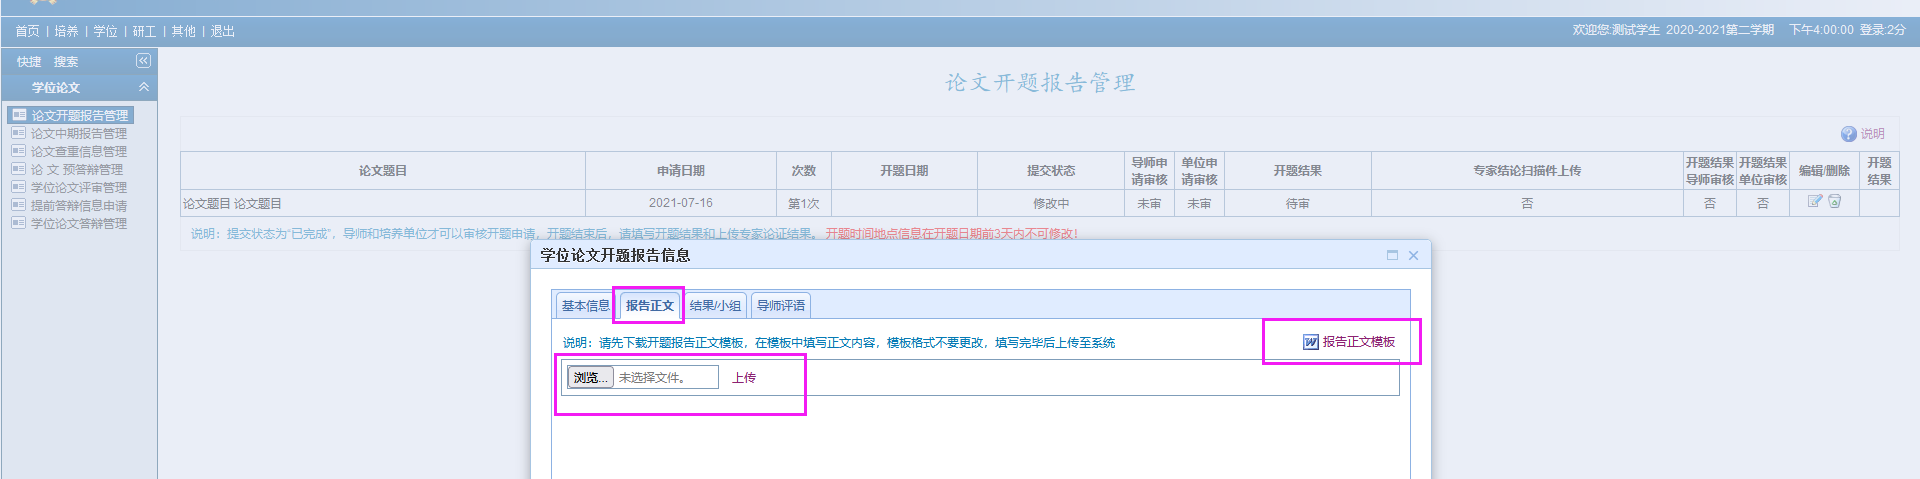 首页 | 培养 | 学位 | 研工 | 其他 | 退出
欢迎您:测试学生 2020-2021第二学期 下午4:00:00 登录:2分
快捷 搜索
学位论文
论文开题报告管理
论文中期报告管理
论文查重信息管理
论 文 预答辩管理
学位论文评审管理
提前答辩信息申请
学位论文答辩管理
论文开题报告管理
说明
论文题目 申请日期 次数 开题日期 提交状态 导师申请审核 单位申请审核 开题结果 专家结论扫描件上传 开题结果导师审核 开题结果单位审核 编辑/删除 开题结果
论文题目 论文题目 2021-07-16 第1次 修改中 未审 未审 待审 否 否 否
说明：提交状态为“已完成”，导师和培养单位才可以审核开题申请，开题结束后，请填写开题结果和上传专家论证结果。 开题时间地点信息在开题日期前3天内不可修改！
学位论文开题报告信息
基本信息 报告正文 结果/小组 导师评语
说明：请先下载开题报告正文模板，在模板中填写正文内容，模板格式不要更改，填写完毕后上传至系统
报告正文模板
浏览... 未选择文件。 上传